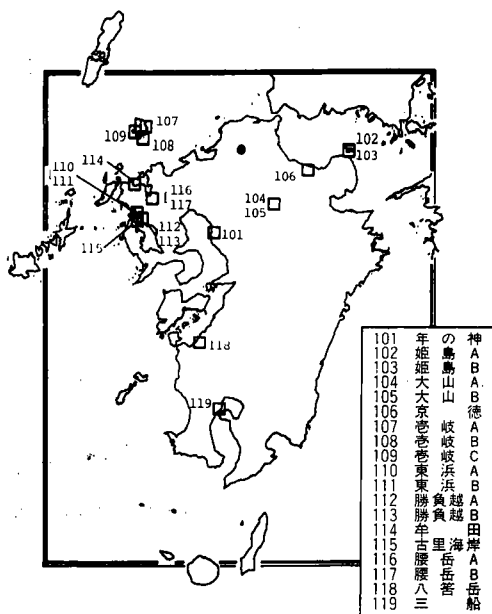 107
109
108
102
103
106
110
111
114
116
117
104
105
112
113
115
101
118
119
101 年の神
102 姫島A
103 姫島B
104 大山A
105 大山B
106 京徳
107 壱岐A
108 壱岐B
109 壱岐C
110 東浜A
111 東浜B
112 勝負越A
113 勝負越B
114 牟田
115 古里海岸
116 腰岳A
117 腰岳B
118 八筈岳
119 三船